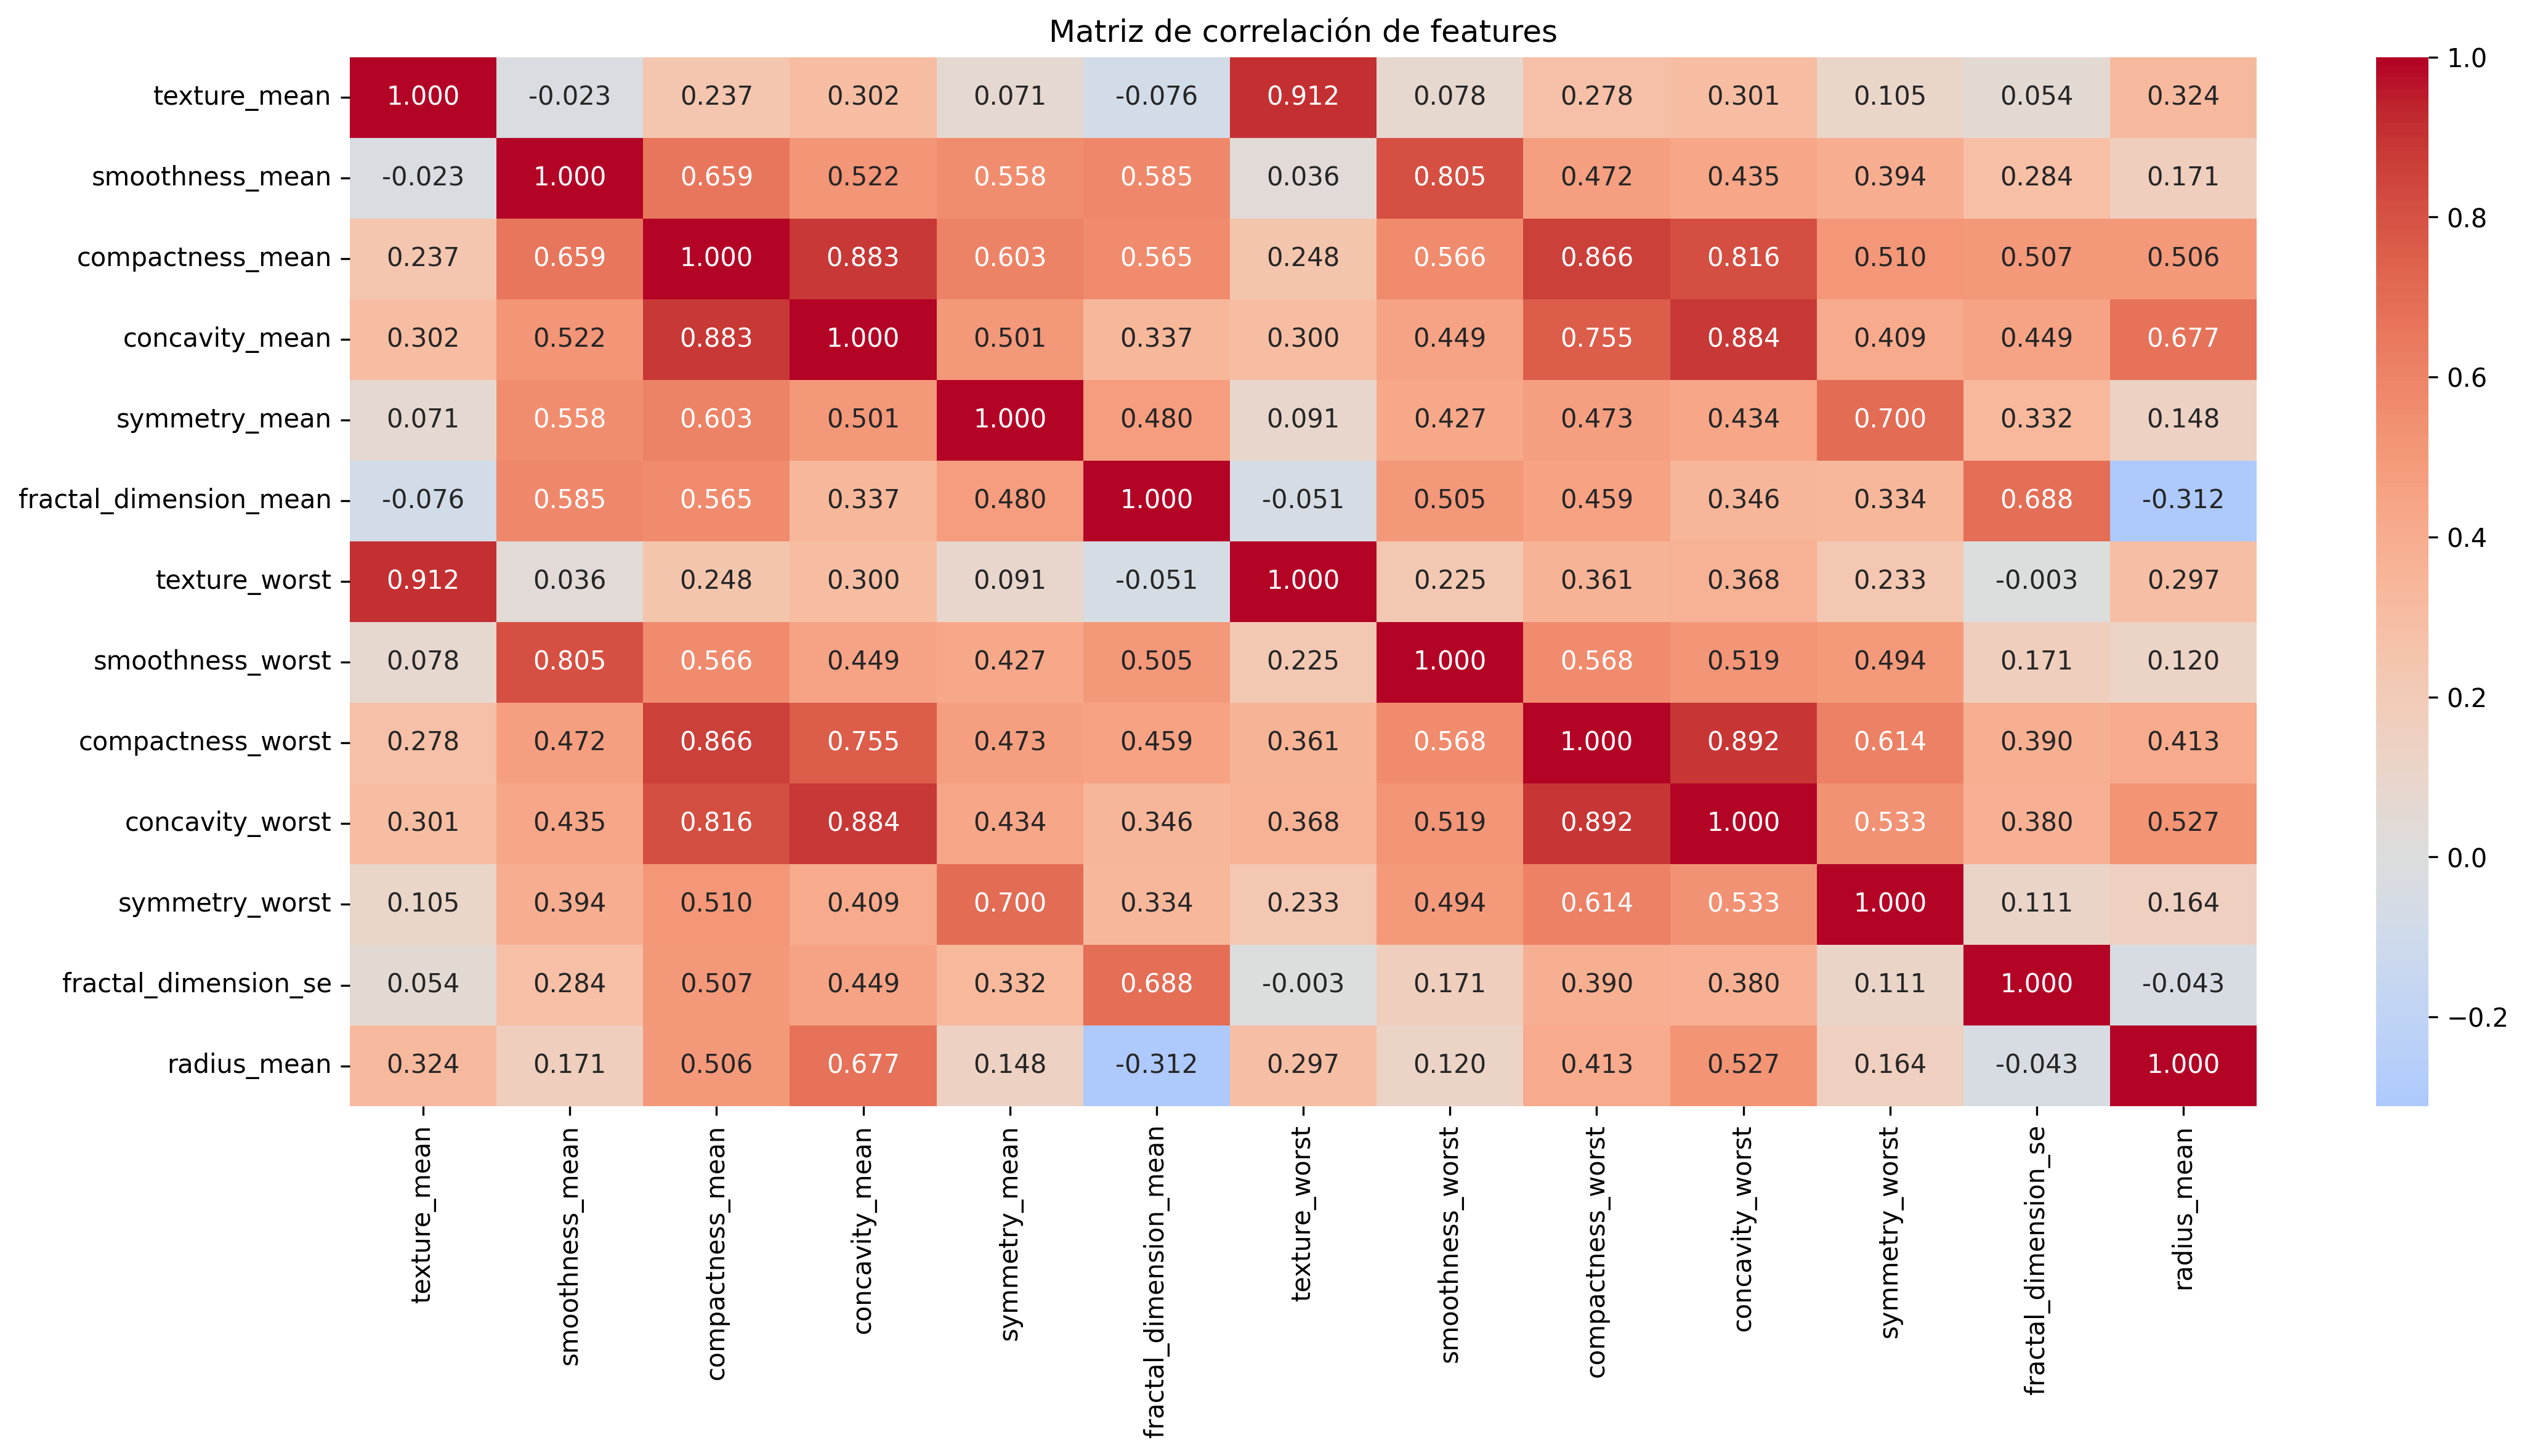 Matriz de correlación de features
texture_mean 1.000 -0.023 0.237 0.302 0.071 -0.076 0.912 0.078 0.278 0.301 0.105 0.054 0.324
smoothness_mean -0.023 1.000 0.659 0.522 0.558 0.585 0.036 0.805 0.472 0.435 0.394 0.284 0.171
compactness_mean 0.237 0.659 1.000 0.883 0.603 0.565 0.248 0.566 0.866 0.816 0.510 0.507 0.506
concavity_mean 0.302 0.522 0.883 1.000 0.501 0.337 0.300 0.449 0.755 0.884 0.409 0.449 0.677
symmetry_mean 0.071 0.558 0.603 0.501 1.000 0.480 0.091 0.427 0.473 0.434 0.700 0.332 0.148
fractal_dimension_mean -0.076 0.585 0.565 0.337 0.480 1.000 -0.051 0.505 0.459 0.346 0.334 0.688 -0.312
texture_worst 0.912 0.036 0.248 0.300 0.091 -0.051 1.000 0.225 0.361 0.368 0.233 -0.003 0.297
smoothness_worst 0.078 0.805 0.566 0.449 0.427 0.505 0.225 1.000 0.568 0.519 0.494 0.171 0.120
compactness_worst 0.278 0.472 0.866 0.755 0.473 0.459 0.361 0.568 1.000 0.892 0.614 0.390 0.413
concavity_worst 0.301 0.435 0.816 0.884 0.434 0.346 0.368 0.519 0.892 1.000 0.533 0.380 0.527
symmetry_worst 0.105 0.394 0.510 0.409 0.700 0.334 0.233 0.494 0.614 0.533 1.000 0.111 0.164
fractal_dimension_se 0.054 0.284 0.507 0.449 0.332 0.688 -0.003 0.171 0.390 0.380 0.111 1.000 -0.043
radius_mean 0.324 0.171 0.506 0.677 0.148 -0.312 0.297 0.120 0.413 0.527 0.164 -0.043 1.000
texture_mean
smoothness_mean
compactness_mean
concavity_mean
symmetry_mean
fractal_dimension_mean
texture_worst
smoothness_worst
compactness_worst
concavity_worst
symmetry_worst
fractal_dimension_se
radius_mean
1.0
0.8
0.6
0.4
0.2
0.0
−0.2